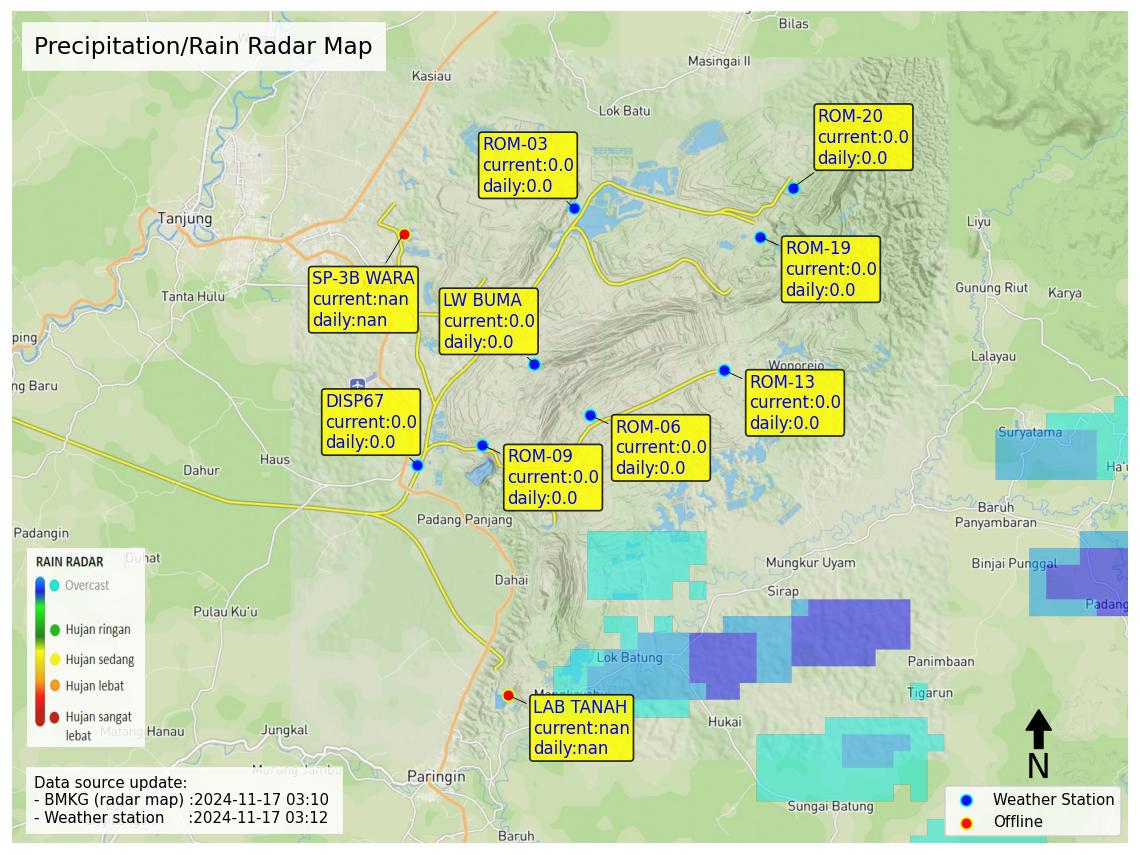 Precipitation/Rain Radar Map
Bilas
Masingai II
Kasiau
Lok Batu
ROM-20
current:0.0
daily:0.0
ROM-03
current:0.0
daily:0.0
Tanjung
Liyu
ROM-19
current:0.0
daily:0.0
SP-3B WARA
current:nan
daily:nan
Tanta Hulu
LW BUMA
current:0.0
daily:0.0
Gunung Riut
Karya
ping
Lalayau
Wonorejo
ng Baru
ROM-13
current:0.0
daily:0.0
DISP67
current:0.0
daily:0.0
ROM-06
current:0.0
daily:0.0
Suryatama
ROM-09
current:0.0
daily:0.0
Haus
Dahur
Ha'u
Baruh
Panyambaran
Padang Panjang
Padangin
Duhat
Mungkur Uyam
Binjai Punggal
Dahai
Sirap
Padang
Pulau Ku'u
RAIN RADAR
Overcast
Hujan ringan
Hujan sedang
Hujan lebat
Hujan sangat
lebat
Lok Batung
Panimbaan
Tigarun
LAB TANAH
current:nan
daily:nan
Hukai
Hanau
Jungkal
Paringin
Sungai Batung
Baruh
N
Data source update:
- BMKG (radar map) :2024-11-17 03:10
- Weather station :2024-11-17 03:12
Weather Station
Offline